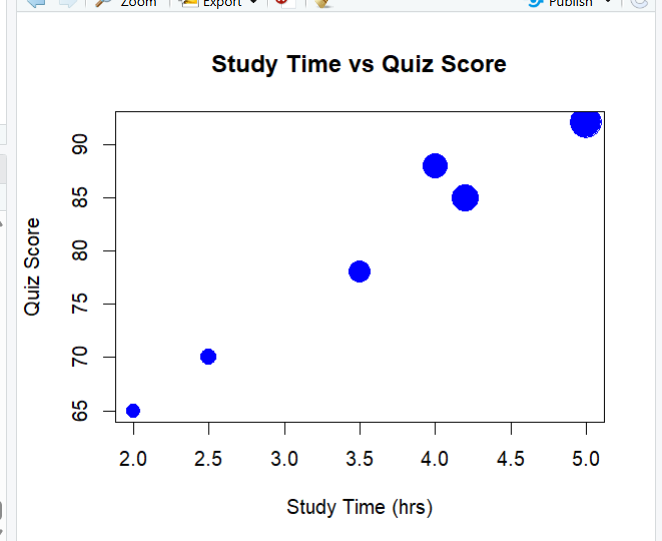 Zoom Export Publish
Study Time vs Quiz Score
Quiz Score
90
85
80
75
70
65
2.0 2.5 3.0 3.5 4.0 4.5 5.0
Study Time (hrs)